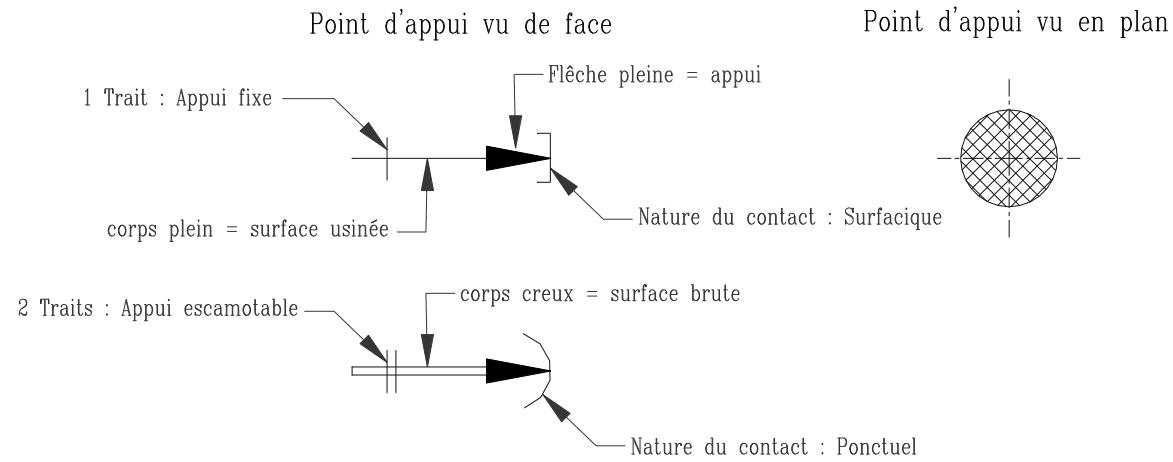 Point d'appui vu de face
Point d'appui vu en plan
Flêche pleine = appui
1 Trait : Appui fixe
Nature du contact : Surfacique
corps plein = surface usinée
corps creux = surface brute
2 Traits : Appui escamotable
Nature du contact : Ponctuel